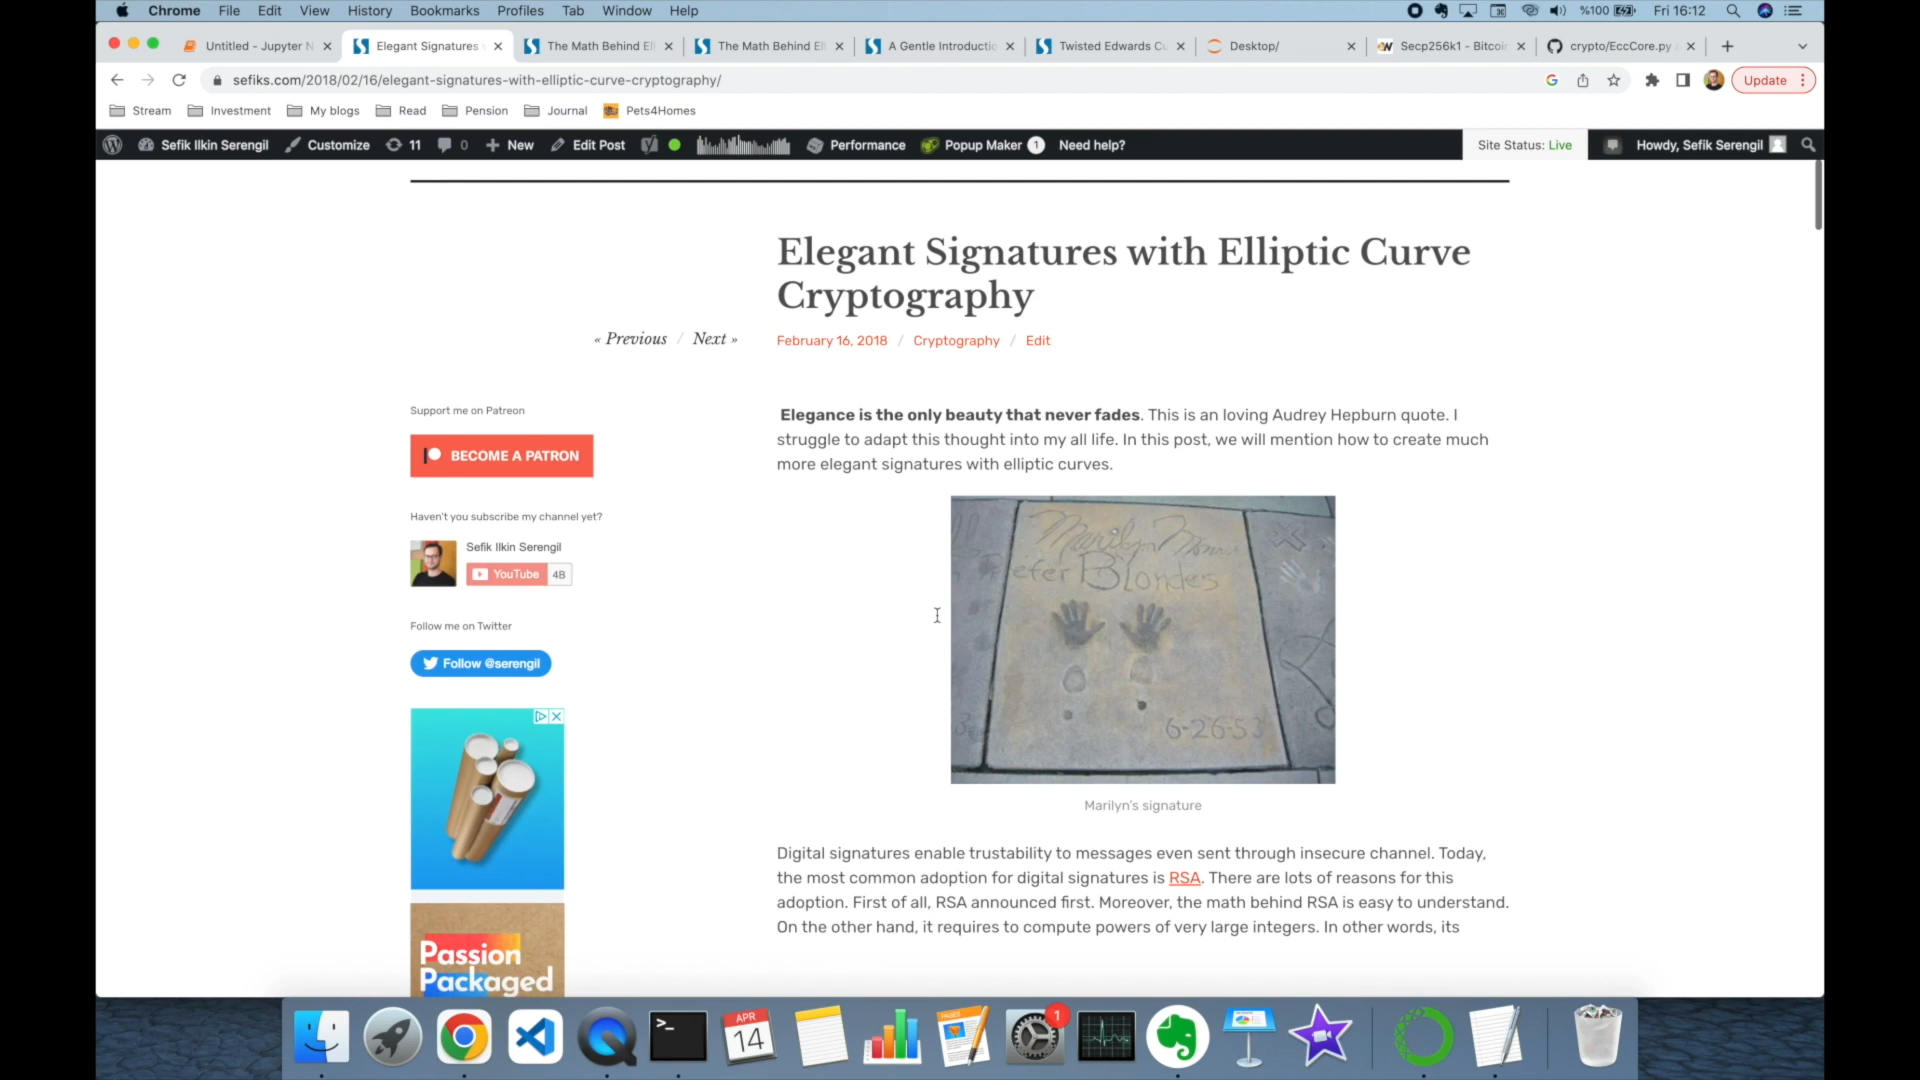 Chrome File Edit View History Bookmarks Profiles Tab Window Help
%100 Fri 16:12
Untitled - Jupyter N
Elegant Signatures
The Math Behind Ell
The Math Behind Ell
A Gentle Introductio
Twisted Edwards Cu
Desktop/
Secp256k1 - Bitcoin
crypto/EccCore.py
sefiks.com/2018/02/16/elegant-signatures-with-elliptic-curve-cryptography/
Update
Stream Investment My blogs Read Pension Journal Pets4Homes
Sefik Ilkin Serengil Customize 11 0 New Edit Post Performance Popup Maker 1 Need help? Site Status: Live Howdy, Sefik Serengil
Elegant Signatures with Elliptic Curve
Cryptography
« Previous / Next »
February 16, 2018 / Cryptography / Edit
Support me on Patreon
BECOME A PATRON
Haven't you subscribe my channel yet?
Sefik Ilkin Serengil
YouTube 4B
Follow me on Twitter
Follow @serengil
Passion
Packaged
Elegance is the only beauty that never fades. This is an loving Audrey Hepburn quote. I
struggle to adapt this thought into my all life. In this post, we will mention how to create much
more elegant signatures with elliptic curves.
Marilyn
Blondes
6-26-53
Marilyn's signature
Digital signatures enable trustability to messages even sent through insecure channel. Today,
the most common adoption for digital signatures is RSA. There are lots of reasons for this
adoption. First of all, RSA announced first. Moreover, the math behind RSA is easy to understand.
On the other hand, it requires to compute powers of very large integers. In other words, its
APR
14
PAGES
1